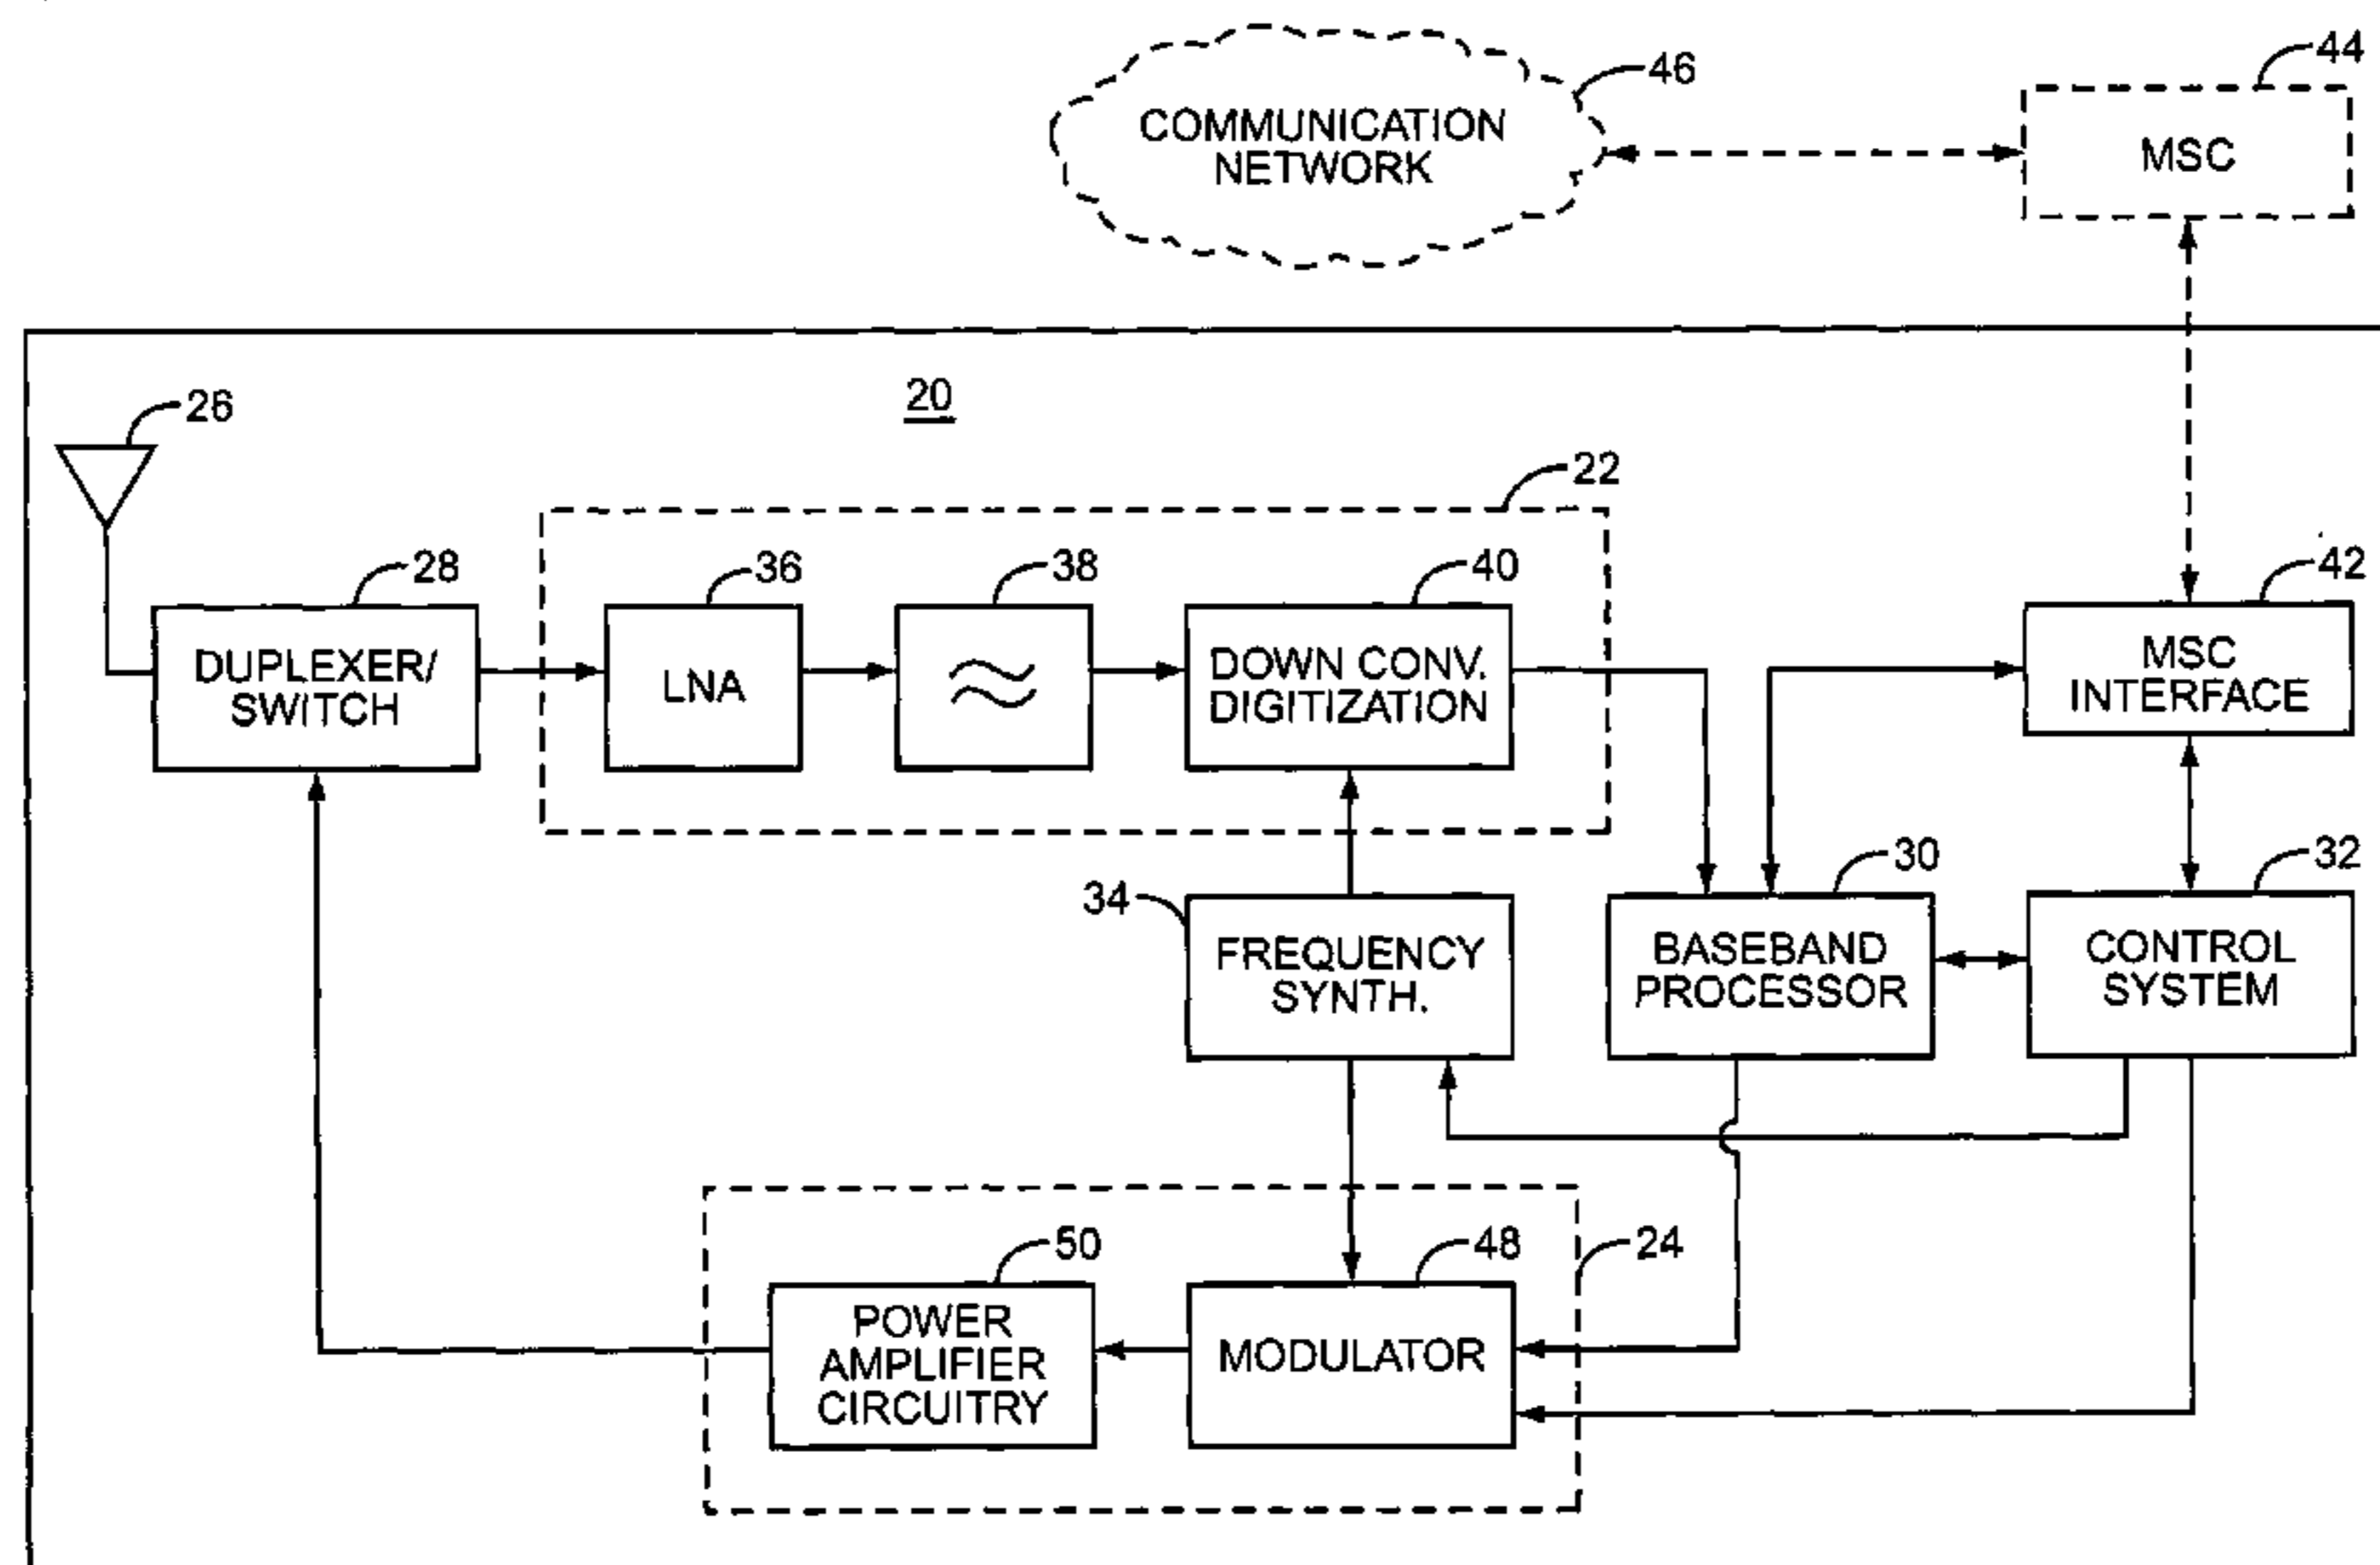 46
COMMUNICATION
NETWORK
44
MSC
20
26
22
28
DUPLEXER/
SWITCH
36
LNA
38
40
DOWN CONV.
DIGITIZATION
42
MSC
INTERFACE
34
FREQUENCY
SYNTH.
30
BASEBAND
PROCESSOR
32
CONTROL
SYSTEM
50
POWER
AMPLIFIER
CIRCUITRY
48
MODULATOR
24